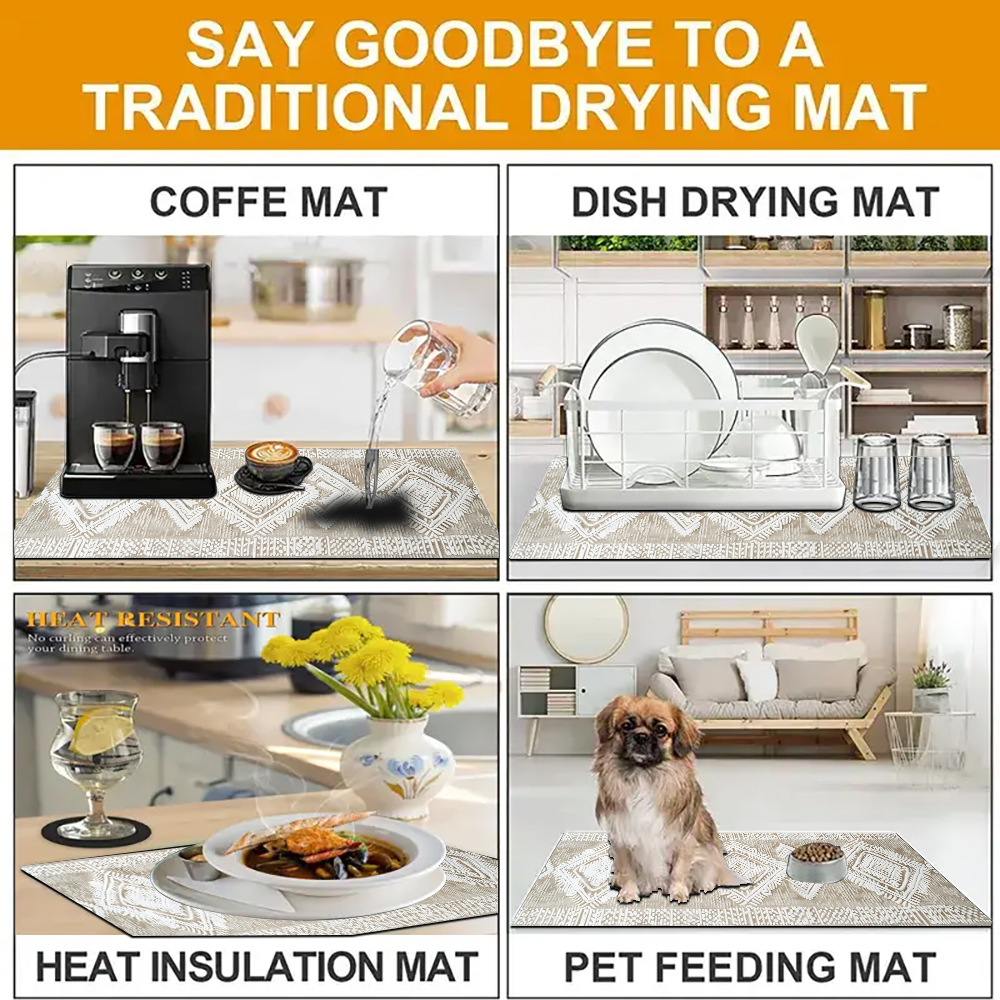 SAY GOODBYE TO A
TRADITIONAL DRYING MAT
COFFE MAT
DISH DRYING MAT
HEAT RESISTANT
No curling can effectively protect
your dining table.
HEAT INSULATION MAT
PET FEEDING MAT